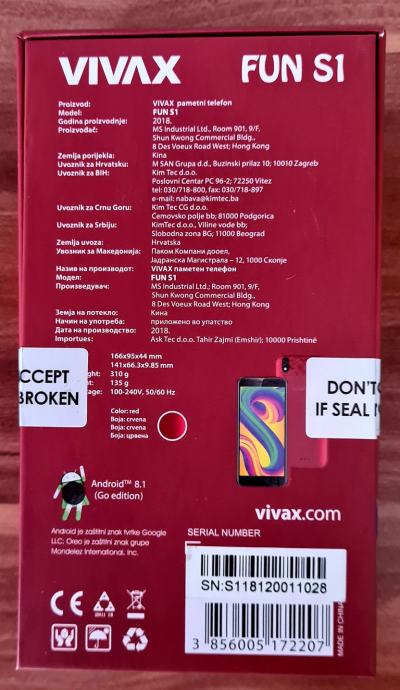 VIVAX FUN S1
Proizvod: VIVAX pametni telefon
Model: FUN S1
Godina proizvodnje: 2018.
Proizvođač: MS Industrial Ltd., Room 901, 9/F,
Shun Kwong Commercial Bldg.,
8 Des Voeux Road West; Hong Kong
Zemlja porijekla: Kina
Uvoznik za Hrvatsku: M SAN Grupa d.d., Buzinski prilaz 10; 10010 Zagreb
Uvoznik za BIH: Kim Tec d.o.o.
Poslovni Centar PC 96-2; 72250 Vitez
tel: 030/718-800, fax: 030/718-897
e-mail: nabava@kimtec.ba
Uvoznik za Crnu Goru: Kim Tec CG d.o.o.
Ćemovsko polje bb; 81000 Podgorica
Uvoznik za Srbiju: KimTec d.o.o., Viline vode bb;
Slobodna zona BG; 11000 Beograd
Zemlja uvoza: Hrvatska
Увозник за Македонија: Паком Компани дооел,
Јадранска Магистрала – 12, 1000 Скопје
Назив на производот: VIVAX паметен телефон
Модел: FUN S1
Произведувач: MS Industrial Ltd.; Room 901, 9/F,
Shun Kwong Commercial Bldg.,
8 Des Voeux Road West; Hong Kong
Земја на потекло: Кина
Начин на употреба: приложено во упатство
Дата на производство: 2018.
Importues: Ask Tec d.o.o. Tahir Zajmi (Emshir); 10000 Prishtinë
166x95x44 mm
141x66.3x9.85 mm
ght: 310 g
t: 135 g
age: 100-240V, 50/60 Hz
CCEPT
BROKEN
DON'T
IF SEAL
Color: red
Boja: crvena
Boja: crvena
Боја: црвена
Android™ 8.1
(Go edition)
vivax.com
Android je zaštitni znak tvrtke Google
LLC; Oreo je zaštitni znak grupe
Mondelez International, Inc.
SERIAL NUMBER
SN:S118120011028
CE
3 856005 172207
MADE IN CHINA